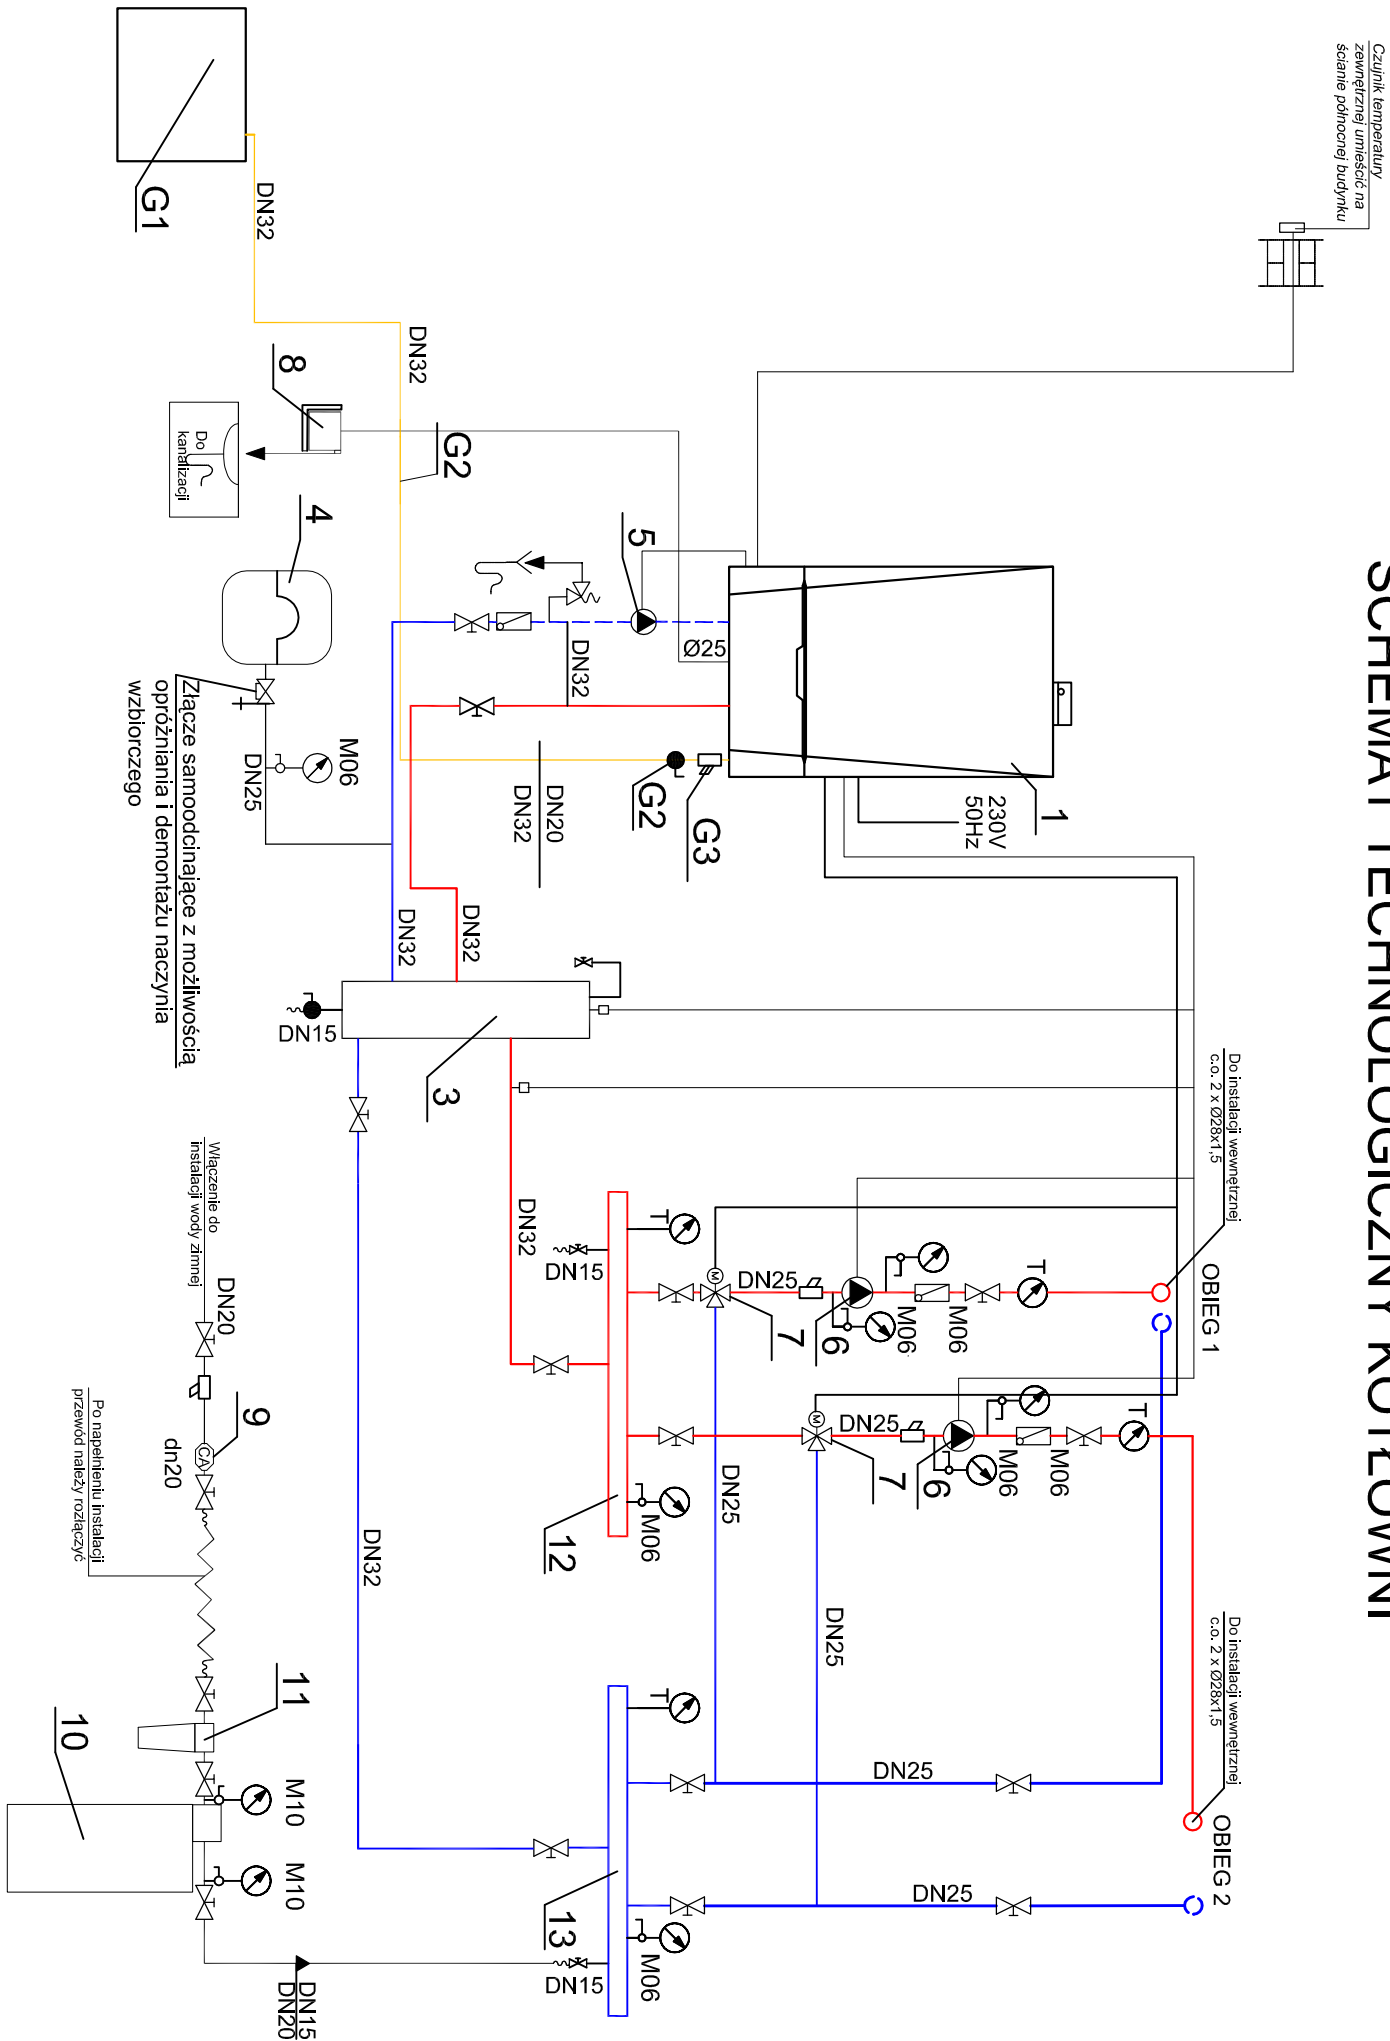 SCHEMAT TECHNOLOGICZNY KOTŁOWNI
Czujnik temperatury
zewnętrznej umieścić na
ścianie północnej budynku
G1
DN32
DN32
8
Do
kanalizacji
G2
4
5
Ø25
DN32
1
230V
50Hz
G3
G2
DN20
DN32
M06
DN25
Złącze samoodcinające z możliwością
opróżniania i demontażu naczynia
wzbiorczego
DN32
DN32
DN15
3
Do instalacji wewnętrznej
c.o. 2 x Ø28x1,5
OBIEG 1
T
M06
M06
6
DN25
M
7
T
DN15
DN32
T
M06
M06
6
DN25
M
7
DN25
M06
12
DN25
DN32
Włączenie do
instalacji wody zimnej
DN20
9
CA
dn20
Po napełnieniu instalacji
przewód należy rozłączyć
11
10
M10
M10
Do instalacji wewnętrznej
c.o. 2 x Ø28x1,5
OBIEG 2
T
DN25
DN25
13
M06
DN15
DN15
DN20